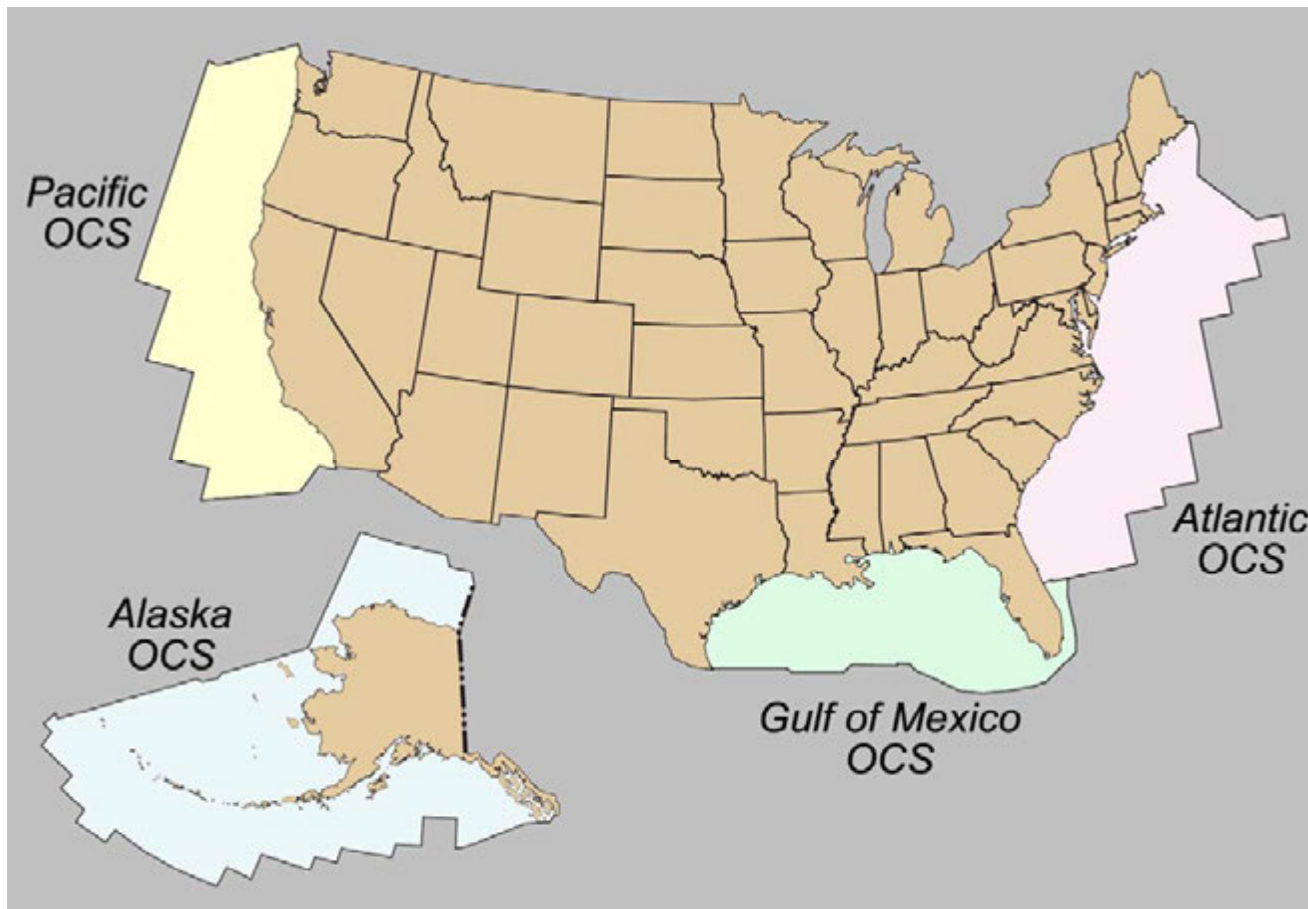 Pacific
OCS
Atlantic
OCS
Alaska
OCS
Gulf of Mexico
OCS